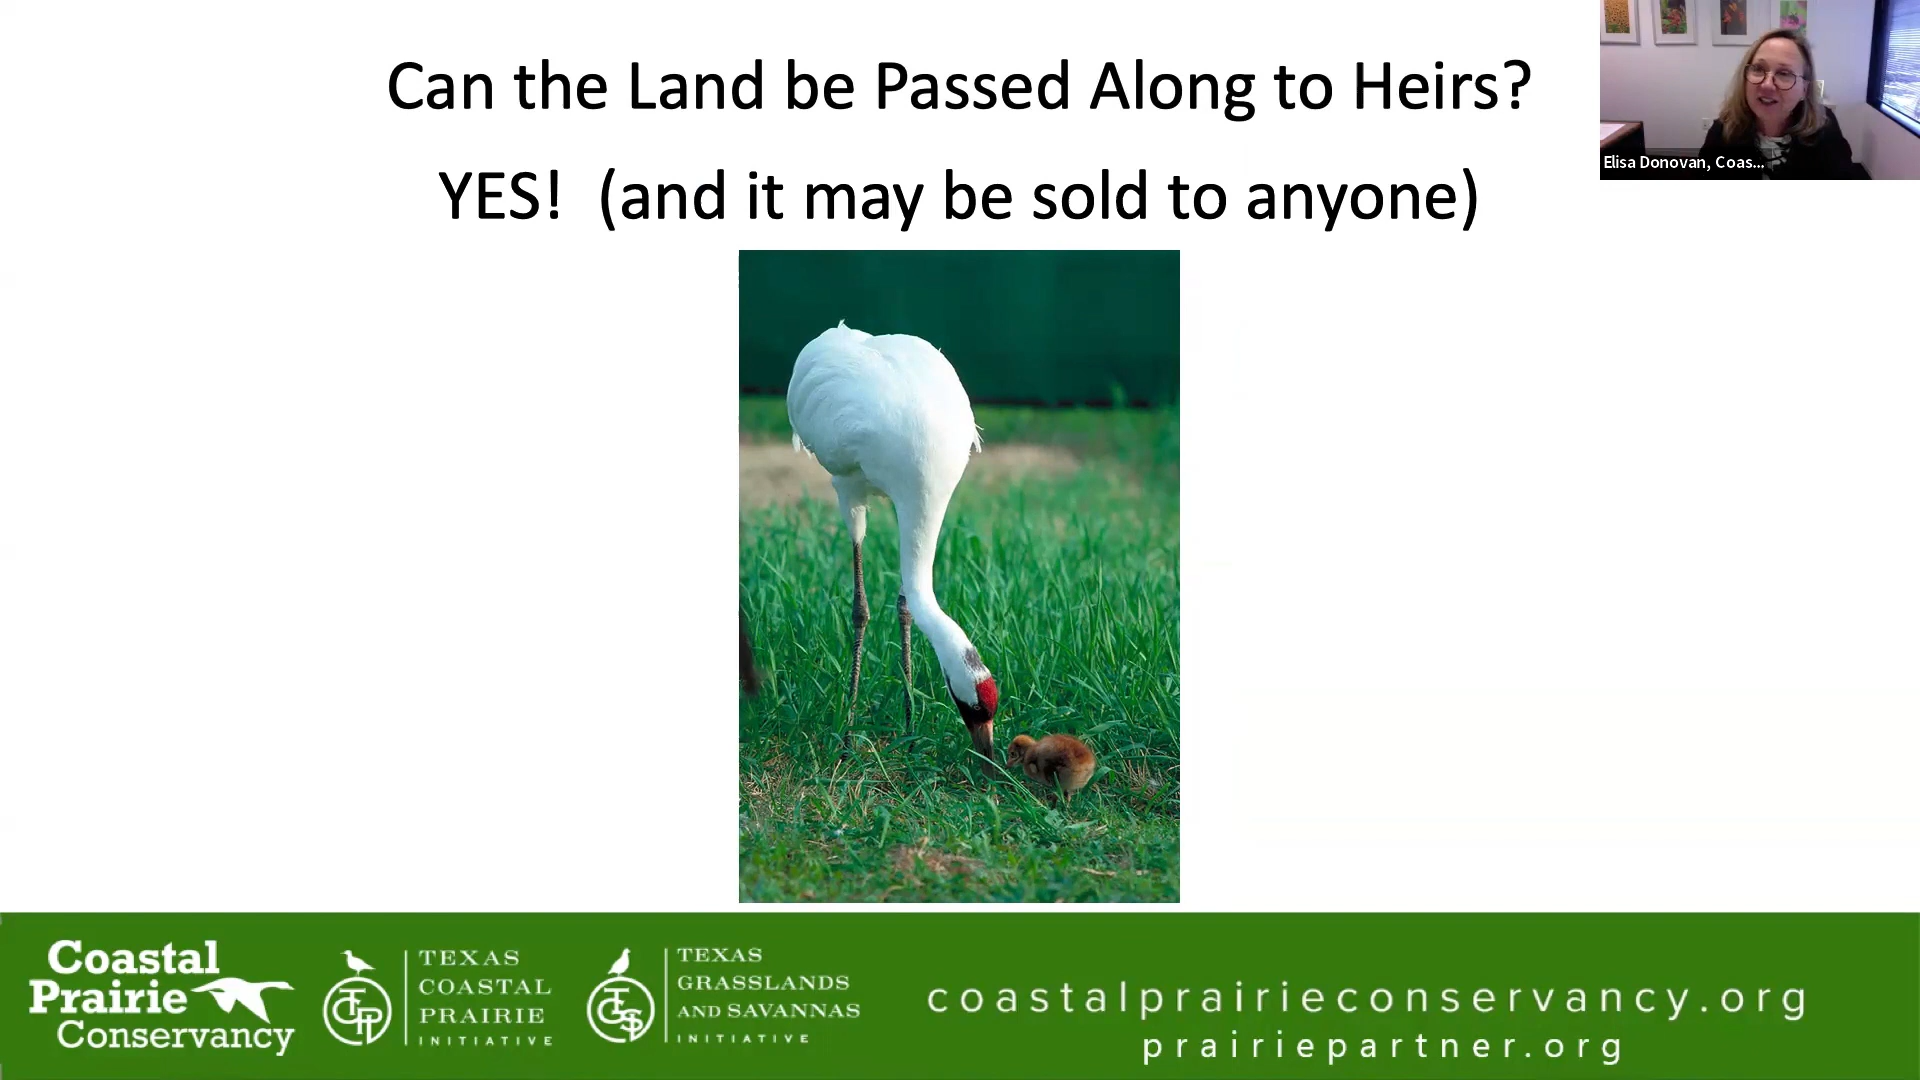 Can the Land be Passed Along to Heirs?
YES! (and it may be sold to anyone)
Elisa Donovan, Coas...
Coastal
Prairie
Conservancy
TEXAS
COASTAL
PRAIRIE
INITIATIVE
TEXAS
GRASSLANDS
AND SAVANNAS
INITIATIVE
coastalprairieconservancy.org
prairiepartner.org